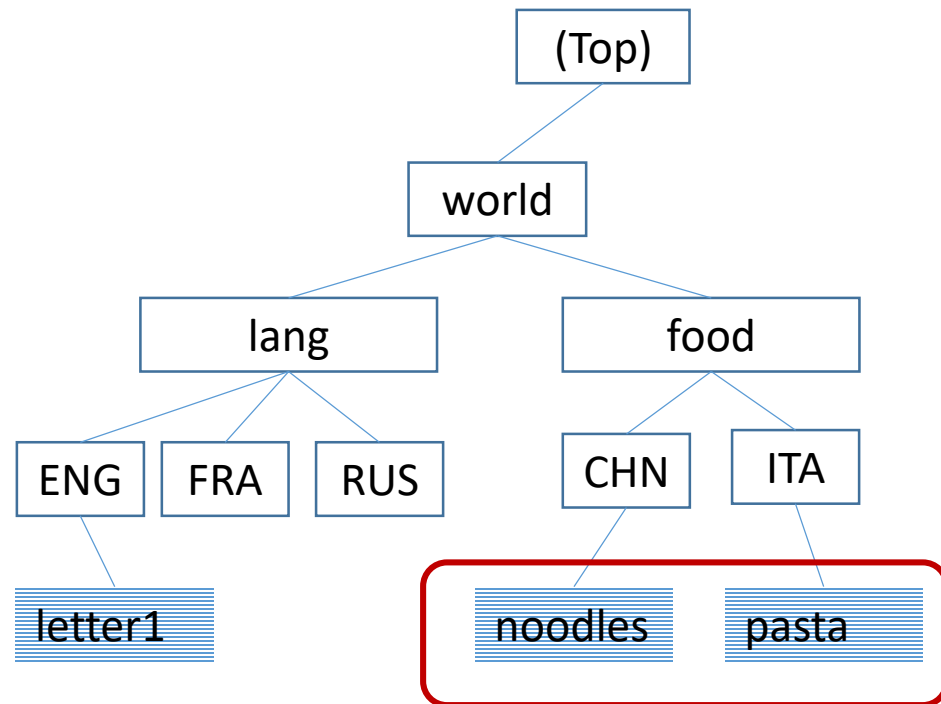 (Top)
world
lang
food
ENG
FRA
RUS
CHN
ITA
letter1
noodles
pasta